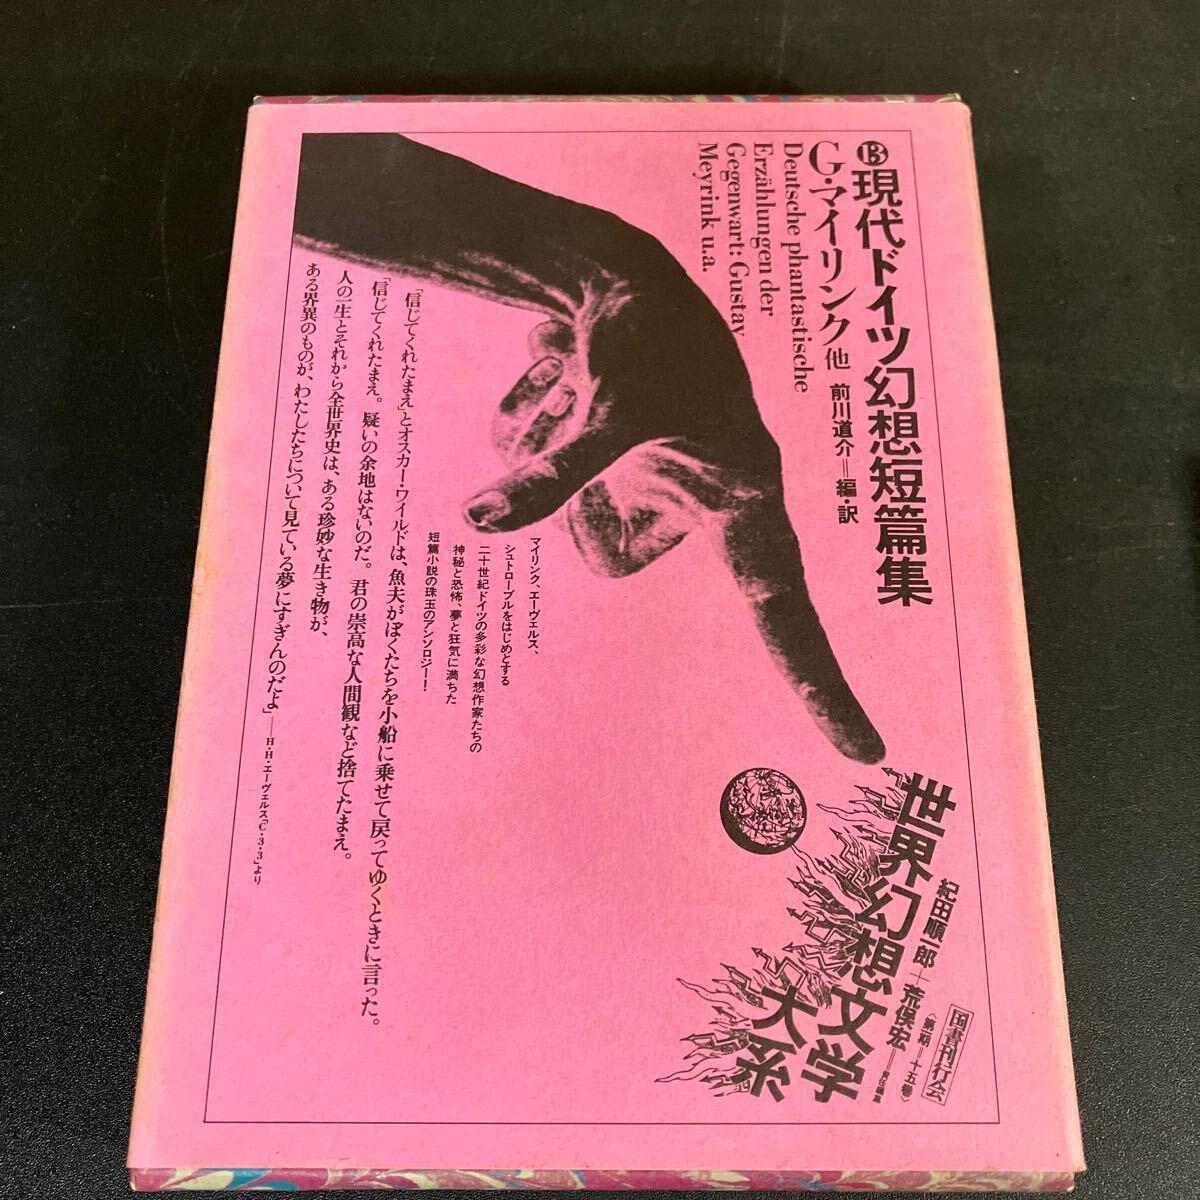 ⑬現代ドイツ幻想短篇集
G・マイリンク他 前川道介＝編・訳
Deutsche phantastische
Erzählungen der
Gegenwart: Gustav
Meyrink u.a.
マイリンク、エーヴェルス、
シュトローブルをはじめとする
二十世紀ドイツの多彩な幻想作家たちの
神秘と恐怖、夢と狂気に満ちた
短篇小説の珠玉のアンソロジー！
「信じてくれたまえ」とオスカー・ワイルドは、魚夫がぼくたちを小船に乗せて戻ってゆくときに言った。
「信じてくれたまえ。疑いの余地はないのだ。君の崇高な人間観など捨てたまえ。
人の一生とそれから全世界史は、ある珍妙な生き物が、
ある界異のものが、わたしたちについて見ている夢にすぎんのだよ」――H・H・エーヴェルス「C・3・3」より
世界幻想文学
大系
紀田順一郎＋荒俣宏＝責任編集
〈第一期＝十五巻〉
国書刊行会